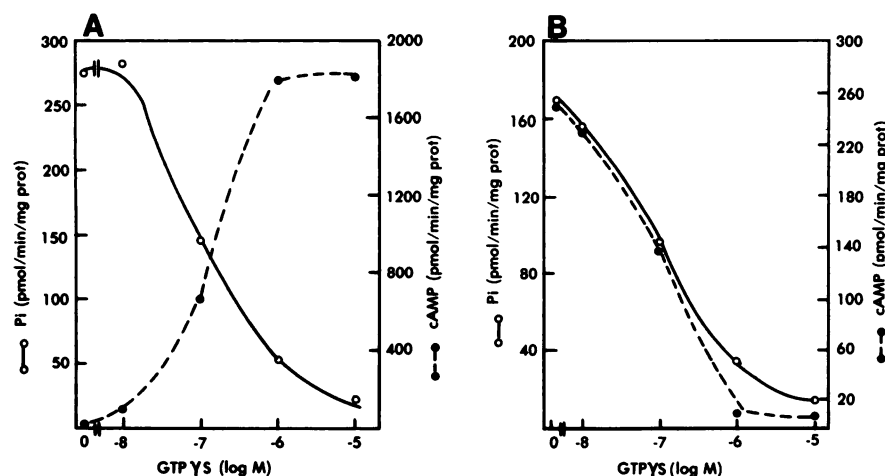 A
300
250
200
150
100
50
Pi (pmol/min/mg prot)
2000
1800
1200
800
400
cAMP (pmol/min/mg prot)
0 -8 -7 -6 -5
GTPγS (log M)
B
200
160
120
80
40
Pi (pmol/min/mg prot)
300
260
220
180
140
100
60
20
cAMP (pmol/min/mg prot)
0 -8 -7 -6 -5
GTPγS (log M)